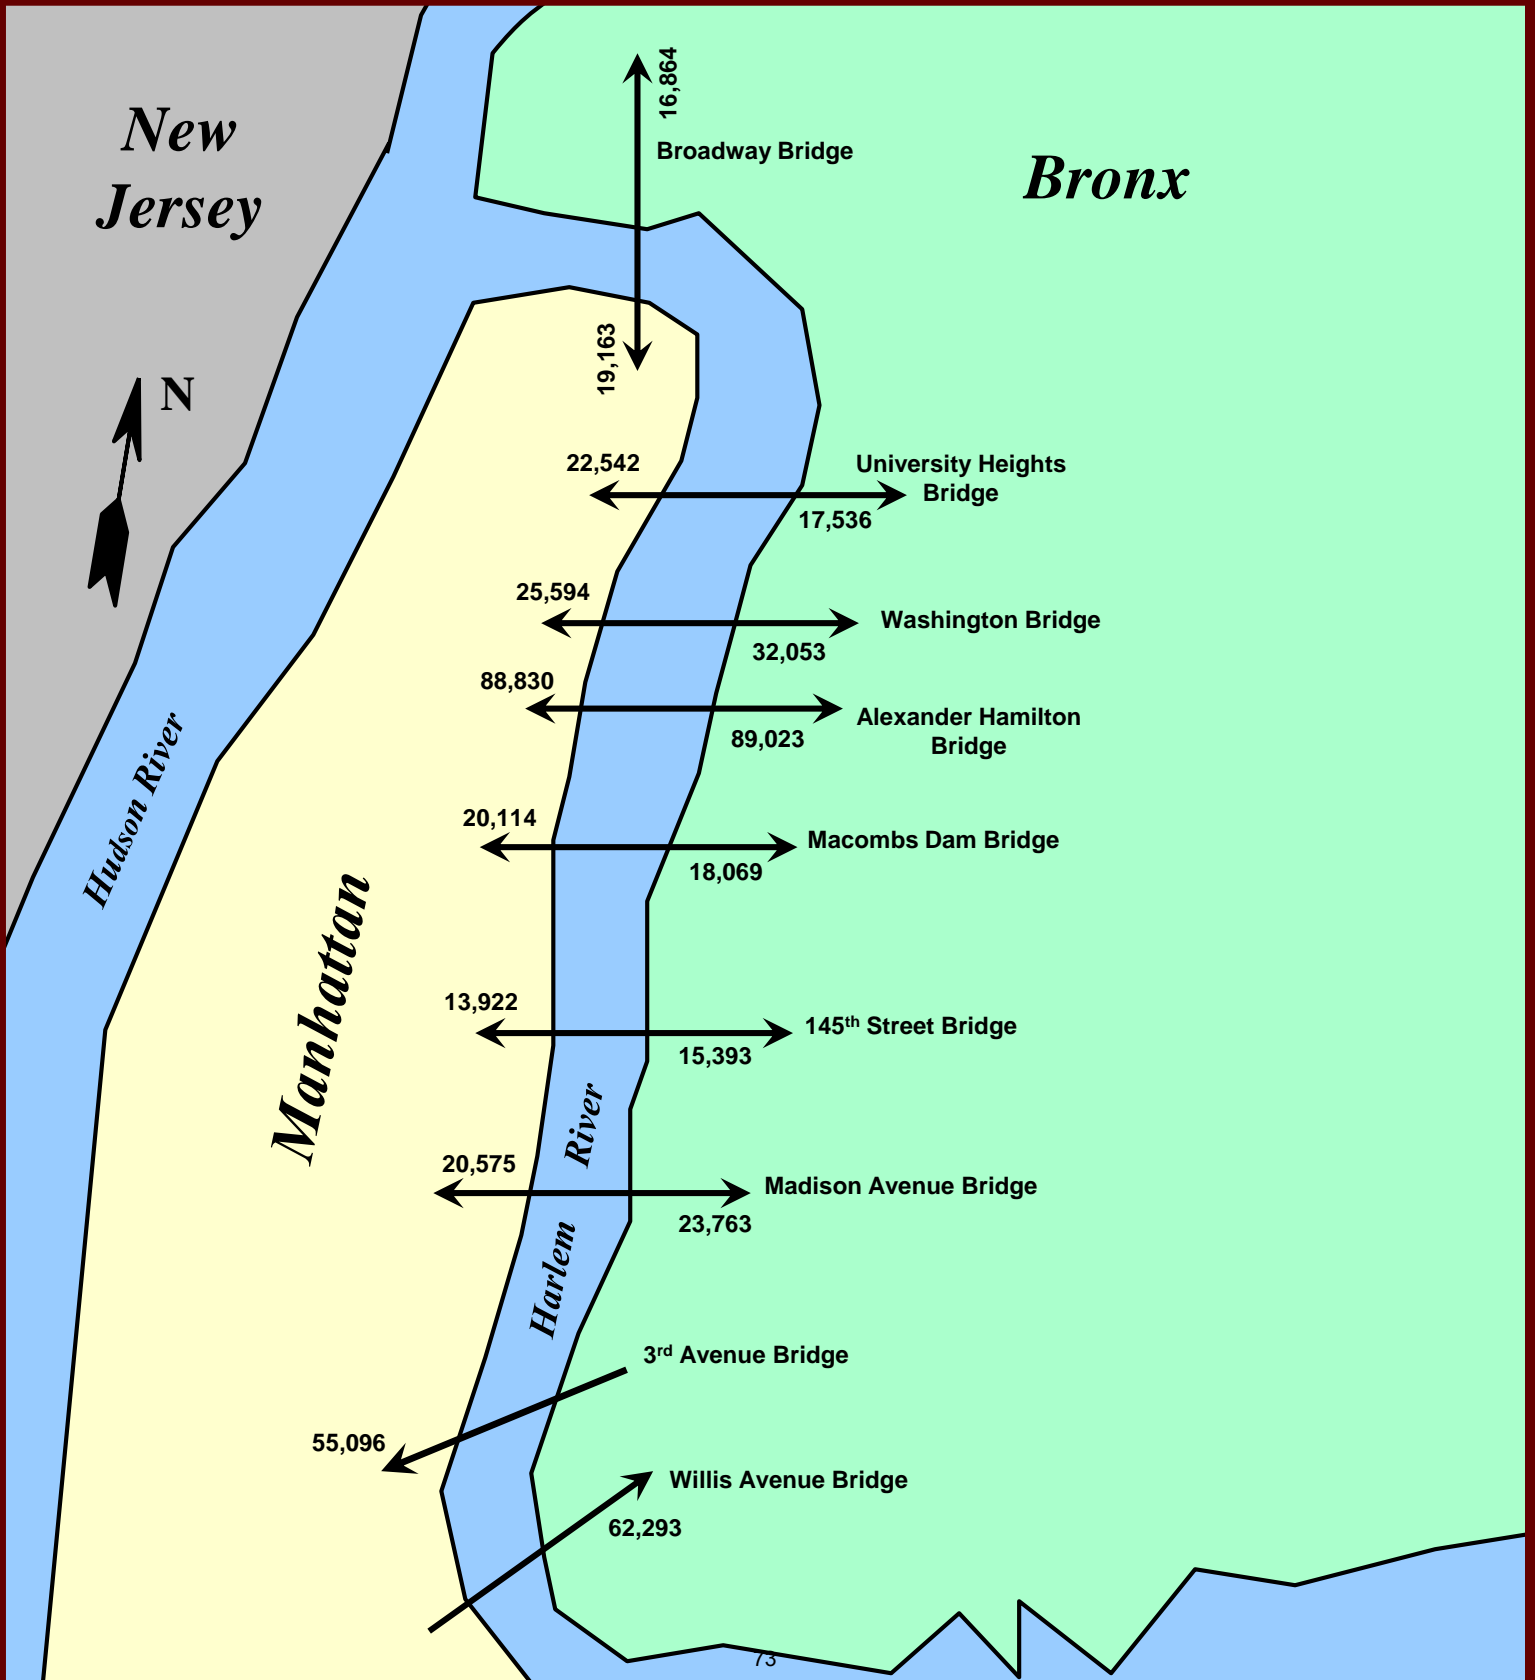 New
Jersey
16,864
Broadway Bridge
Bronx
19,163
N
22,542
University Heights
Bridge
17,536
25,594
Washington Bridge
32,053
88,830
Alexander Hamilton
Bridge
89,023
Hudson River
20,114
Macombs Dam Bridge
18,069
Manhattan
13,922
145th Street Bridge
15,393
Harlem River
20,575
Madison Avenue Bridge
23,763
3rd Avenue Bridge
55,096
Willis Avenue Bridge
62,293
73